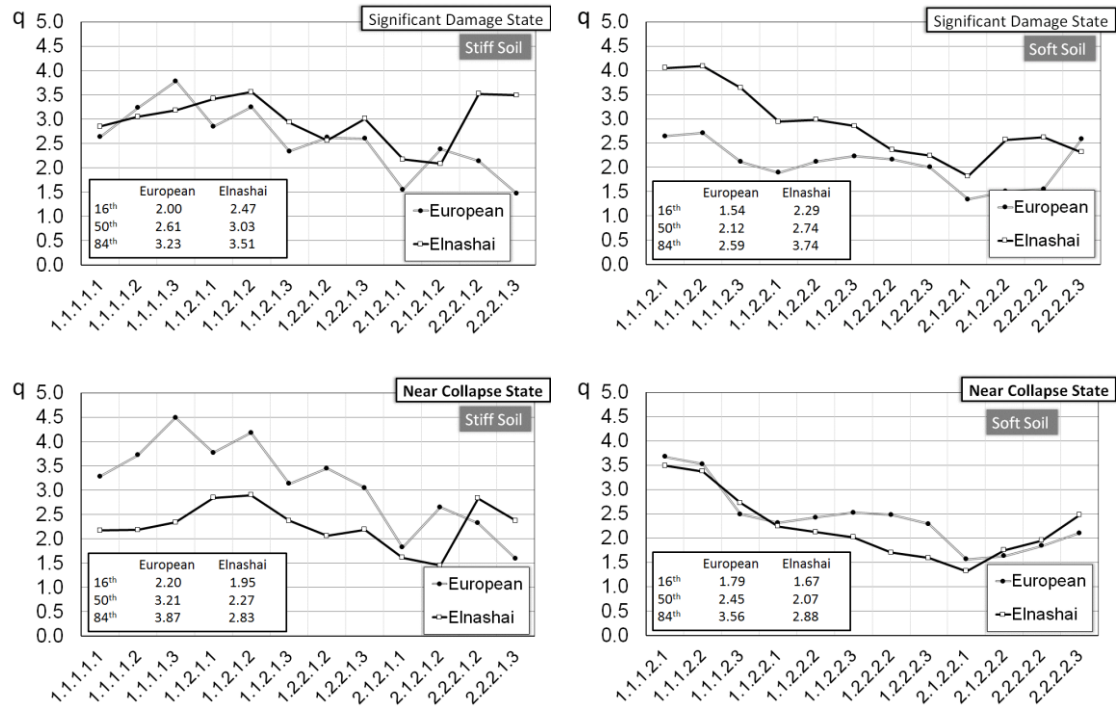 q
5.0
4.5
4.0
3.5
3.0
2.5
2.0
1.5
1.0
0.5
0.0
Significant Damage State
Stiff Soil
European Elnashai
16th 2.00 2.47
50th 2.61 3.03
84th 3.23 3.51
European
Elnashai
1.1.1.1.1
1.1.1.1.2
1.1.1.1.3
1.1.2.1.1
1.1.2.1.2
1.1.2.1.3
1.2.2.1.2
1.2.2.1.3
2.1.2.1.1
2.1.2.1.2
2.2.2.1.2
2.2.2.1.3
q
5.0
4.5
4.0
3.5
3.0
2.5
2.0
1.5
1.0
0.5
0.0
Significant Damage State
Soft Soil
European Elnashai
16th 1.54 2.29
50th 2.12 2.74
84th 2.59 3.74
European
Elnashai
1.1.1.2.1
1.1.1.2.2
1.1.1.2.3
1.1.2.2.1
1.1.2.2.2
1.1.2.2.3
1.2.2.2.2
1.2.2.2.3
2.1.2.2.1
2.1.2.2.2
2.2.2.2.2
2.2.2.2.3
q
5.0
4.5
4.0
3.5
3.0
2.5
2.0
1.5
1.0
0.5
0.0
Near Collapse State
Stiff Soil
European Elnashai
16th 2.20 1.95
50th 3.21 2.27
84th 3.87 2.83
European
Elnashai
1.1.1.1.1
1.1.1.1.2
1.1.1.1.3
1.1.2.1.1
1.1.2.1.2
1.1.2.1.3
1.2.2.1.2
1.2.2.1.3
2.1.2.1.1
2.1.2.1.2
2.2.2.1.2
2.2.2.1.3
q
5.0
4.5
4.0
3.5
3.0
2.5
2.0
1.5
1.0
0.5
0.0
Near Collapse State
Soft Soil
European Elnashai
16th 1.79 1.67
50th 2.45 2.07
84th 3.56 2.88
European
Elnashai
1.1.1.2.1
1.1.1.2.2
1.1.1.2.3
1.1.2.2.1
1.1.2.2.2
1.1.2.2.3
1.2.2.2.2
1.2.2.2.3
2.1.2.2.1
2.1.2.2.2
2.2.2.2.2
2.2.2.2.3